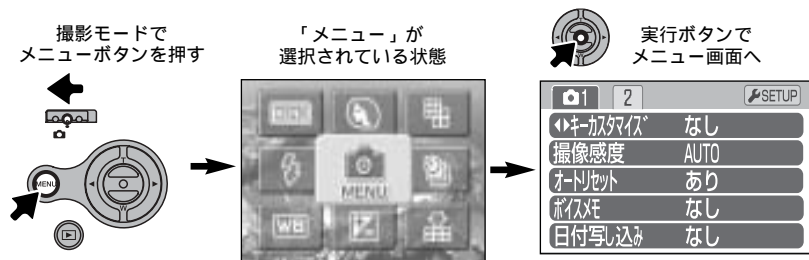 撮影モードで
メニューボタンを押す
MENU
T
W
「メニュー」が
選択されている状態
MENU
WB
実行ボタンで
メニュー画面へ
1 2 SETUP
キーカスタマイズ なし
撮像感度 AUTO
オートリセット あり
ボイスメモ なし
日付写し込み なし